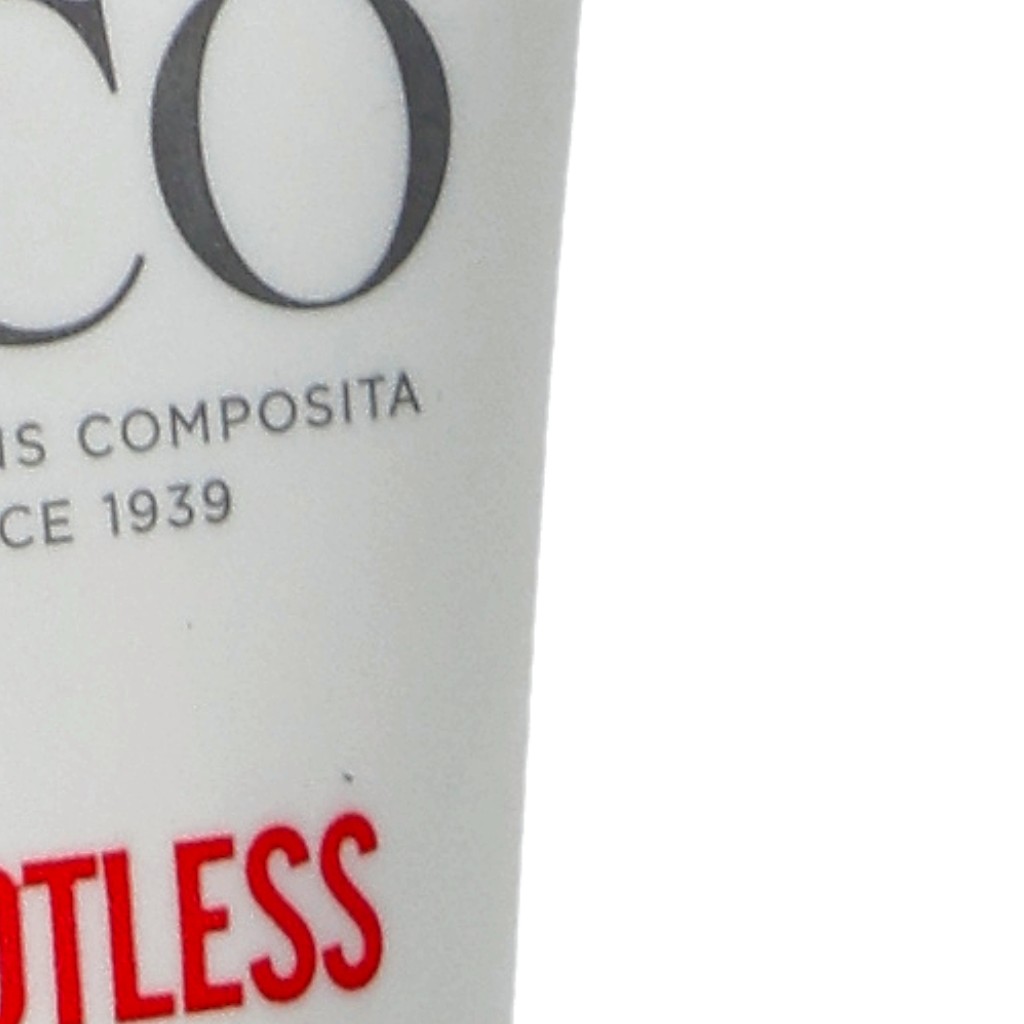 CO
IS COMPOSITA
CE 1939
OTLESS